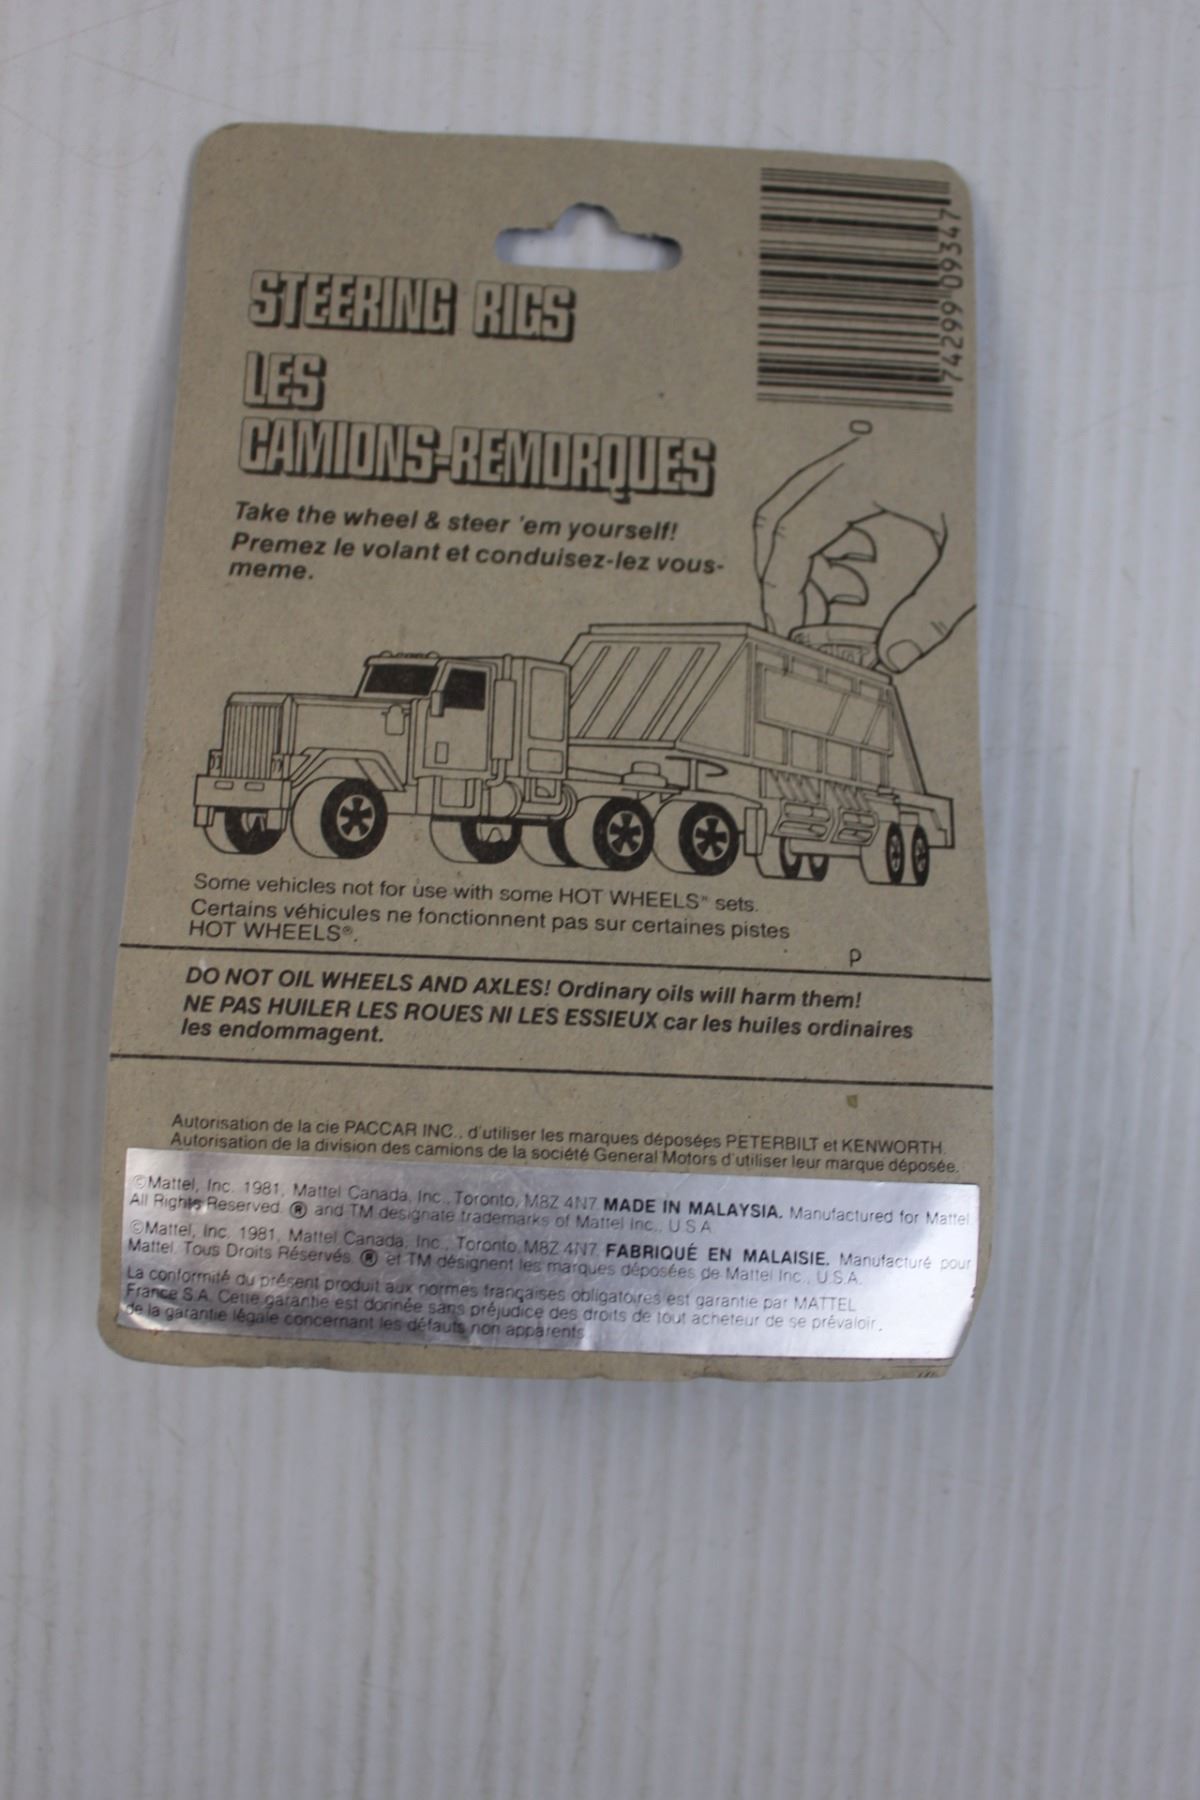 74299 09347
0
STEERING RIGS
LES
CAMIONS-REMORQUES
Take the wheel & steer 'em yourself!
Premez le volant et conduisez-lez vous-
meme.
Some vehicles not for use with some HOT WHEELS® sets.
Certains véhicules ne fonctionnent pas sur certaines pistes
HOT WHEELS®.
P
DO NOT OIL WHEELS AND AXLES! Ordinary oils will harm them!
NE PAS HUILER LES ROUES NI LES ESSIEUX car les huiles ordinaires
les endommagent.
Autorisation de la cie PACCAR INC., d'utiliser les marques déposées PETERBILT et KENWORTH.
Autorisation de la division des camions de la société General Motors d'utiliser leur marque déposée.
©Mattel, Inc. 1981, Mattel Canada, Inc., Toronto, M8Z 4N7. MADE IN MALAYSIA. Manufactured for Mattel
All Rights Reserved. ® and TM designate trademarks of Mattel Inc., U.S.A.
©Mattel, Inc. 1981, Mattel Canada, Inc., Toronto, M8Z 4N7. FABRIQUÉ EN MALAISIE. Manufacturé pour
Mattel. Tous Droits Réservés. ® et TM désignent les marques déposées de Mattel Inc., U.S.A.
La conformité du présent produit aux normes françaises obligatoires est garantie par MATTEL
France S.A. Cette garantie est donnée sans préjudice des droits de tout acheteur de se prévaloir,
de la garantie légale concernant les défauts non apparents